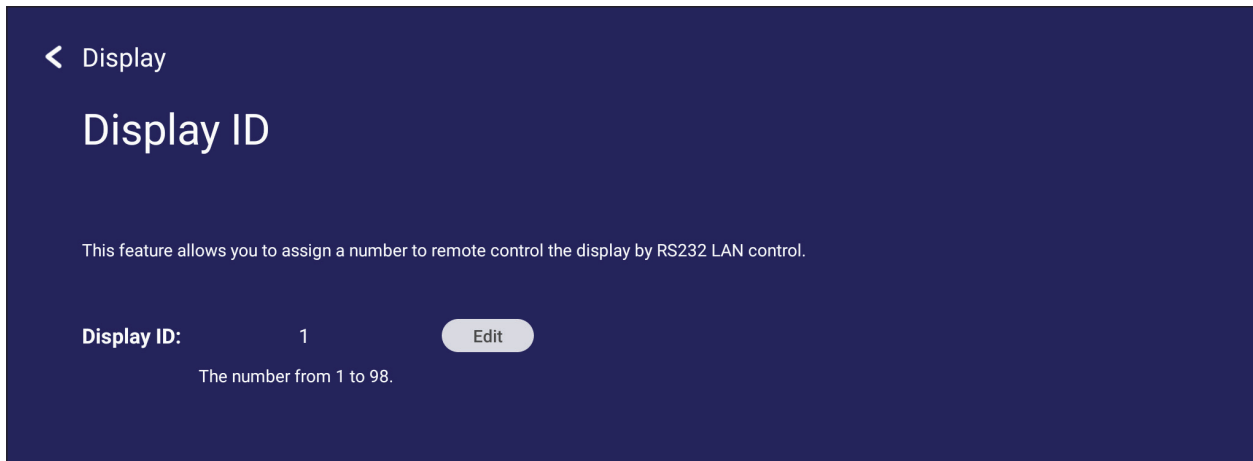 Display
Display ID
This feature allows you to assign a number to remote control the display by RS232 LAN control.
Display ID: 1 Edit
The number from 1 to 98.